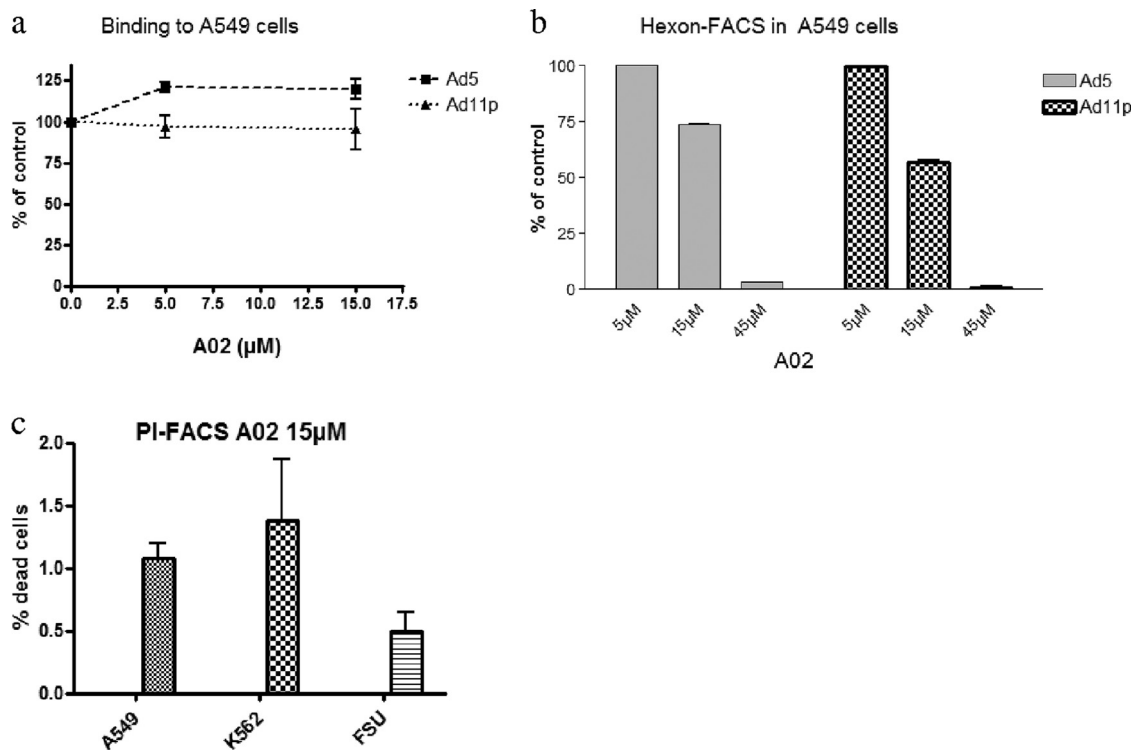 a
Binding to A549 cells
% of control
125
100
75
50
25
0
0.0 2.5 5.0 7.5 10.0 12.5 15.0 17.5
A02 (µM)
Ad5
Ad11p
b
Hexon-FACS in A549 cells
% of control
100
75
50
25
0
5µM 15µM 45µM 5µM 15µM 45µM
A02
Ad5
Ad11p
c
PI-FACS A02 15µM
% dead cells
2.0
1.5
1.0
0.5
0.0
A549 K562 FSU